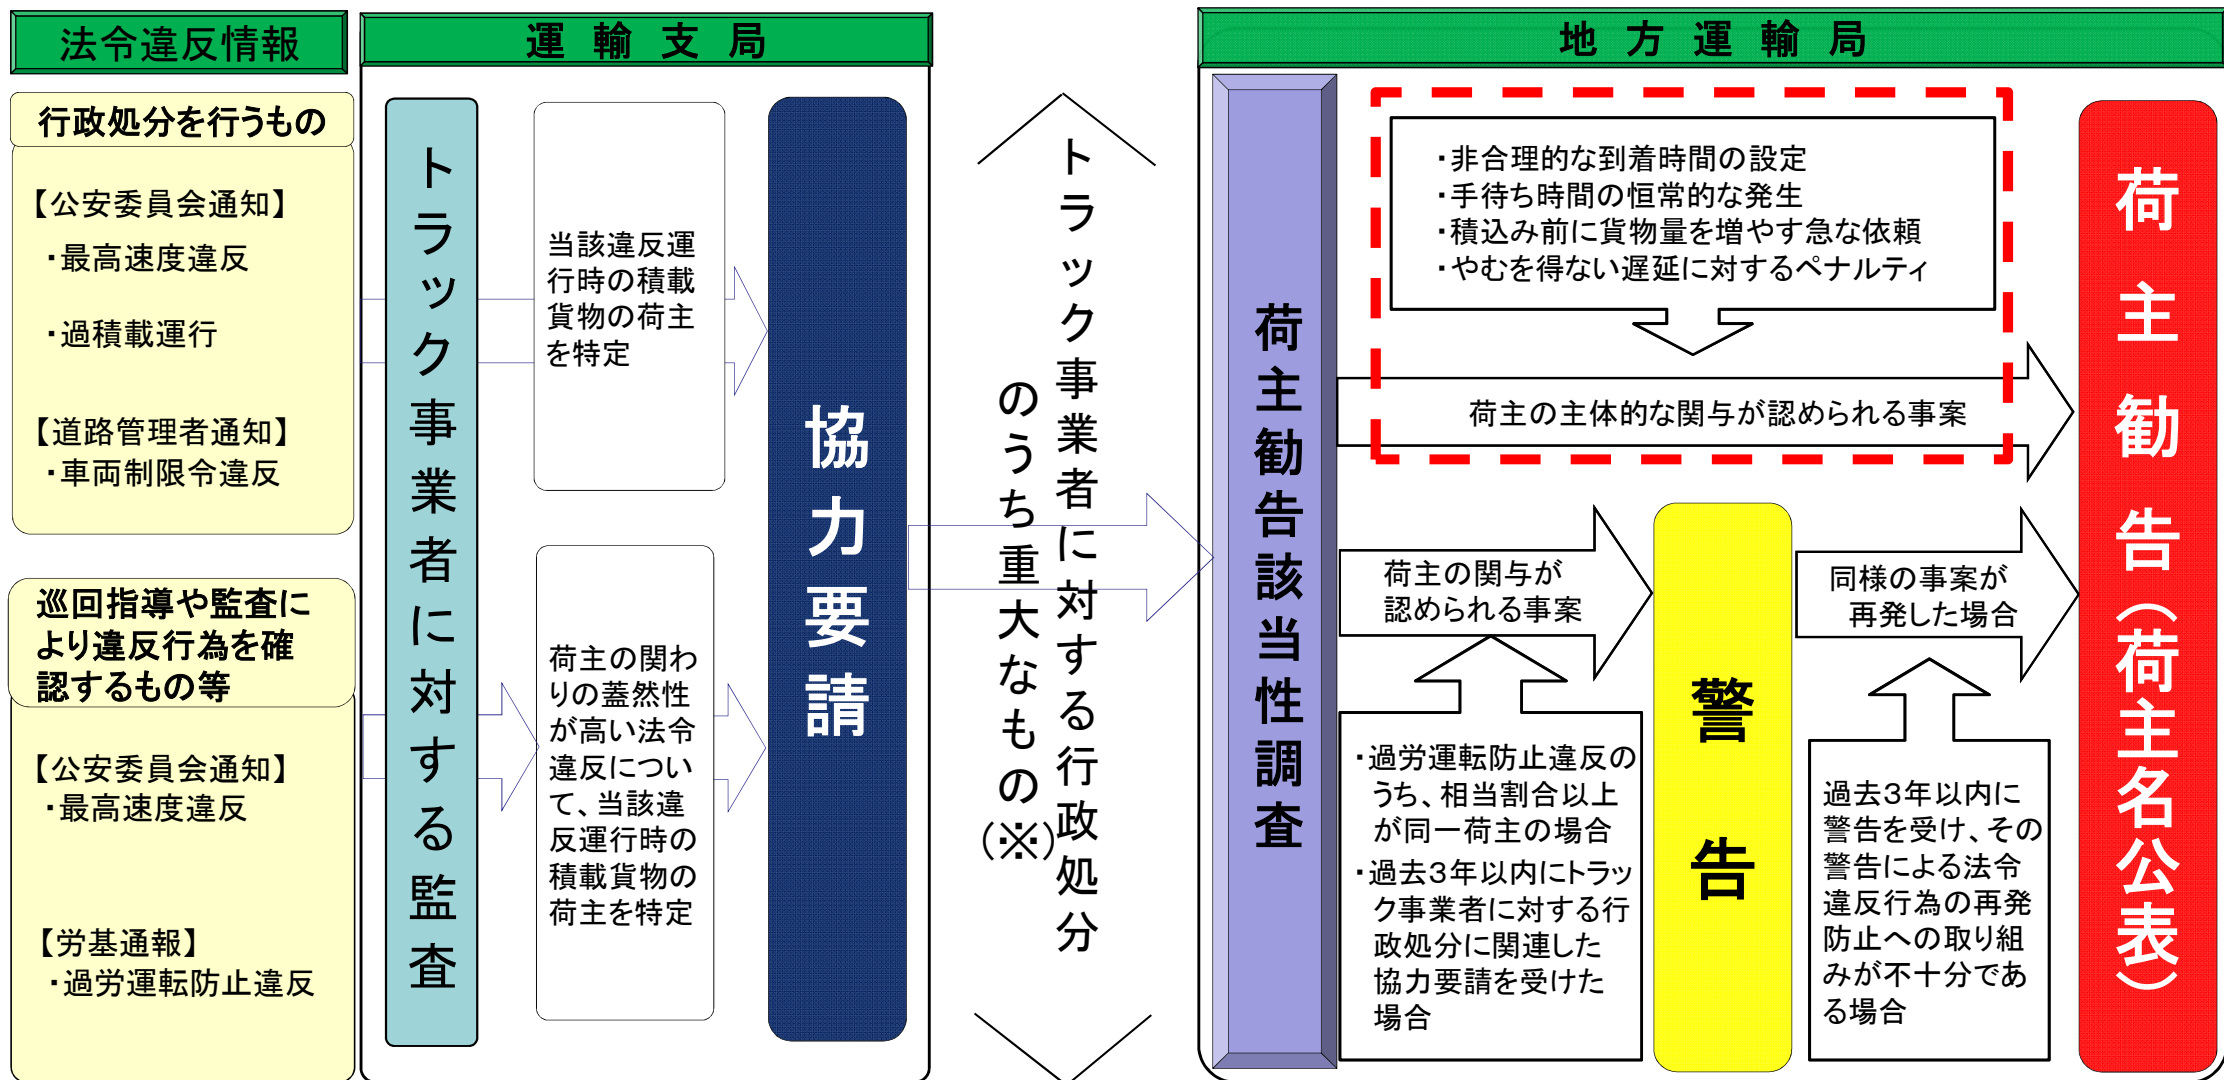 法令違反情報
運輸支局
地方運輸局
行政処分を行うもの
【公安委員会通知】
・最高速度違反
・過積載運行
【道路管理者通知】
・車両制限令違反
巡回指導や監査に
より違反行為を確
認するもの等
【公安委員会通知】
・最高速度違反
【労基通報】
・過労運転防止違反
トラック事業者に対する監査
当該違反運
行時の積載
貨物の荷主
を特定
荷主の関わ
りの蓋然性
が高い法令
違反につい
て、当該違
反運行時の
積載貨物の
荷主を特定
協力要請
トラック事業者に対する行政処分
のうち重大なもの(※)
荷主勧告該当性調査
・非合理的な到着時間の設定
・手待ち時間の恒常的な発生
・積込み前に貨物量を増やす急な依頼
・やむを得ない遅延に対するペナルティ
荷主の主体的な関与が認められる事案
荷主の関与が
認められる事案
・過労運転防止違反の
うち、相当割合以上
が同一荷主の場合
・過去3年以内にトラッ
ク事業者に対する行
政処分に関連した
協力要請を受けた
場合
警告
同様の事案が
再発した場合
過去3年以内に
警告を受け、その
警告による法令
違反行為の再発
防止への取り組
みが不十分であ
る場合
荷主勧告(荷主名公表)